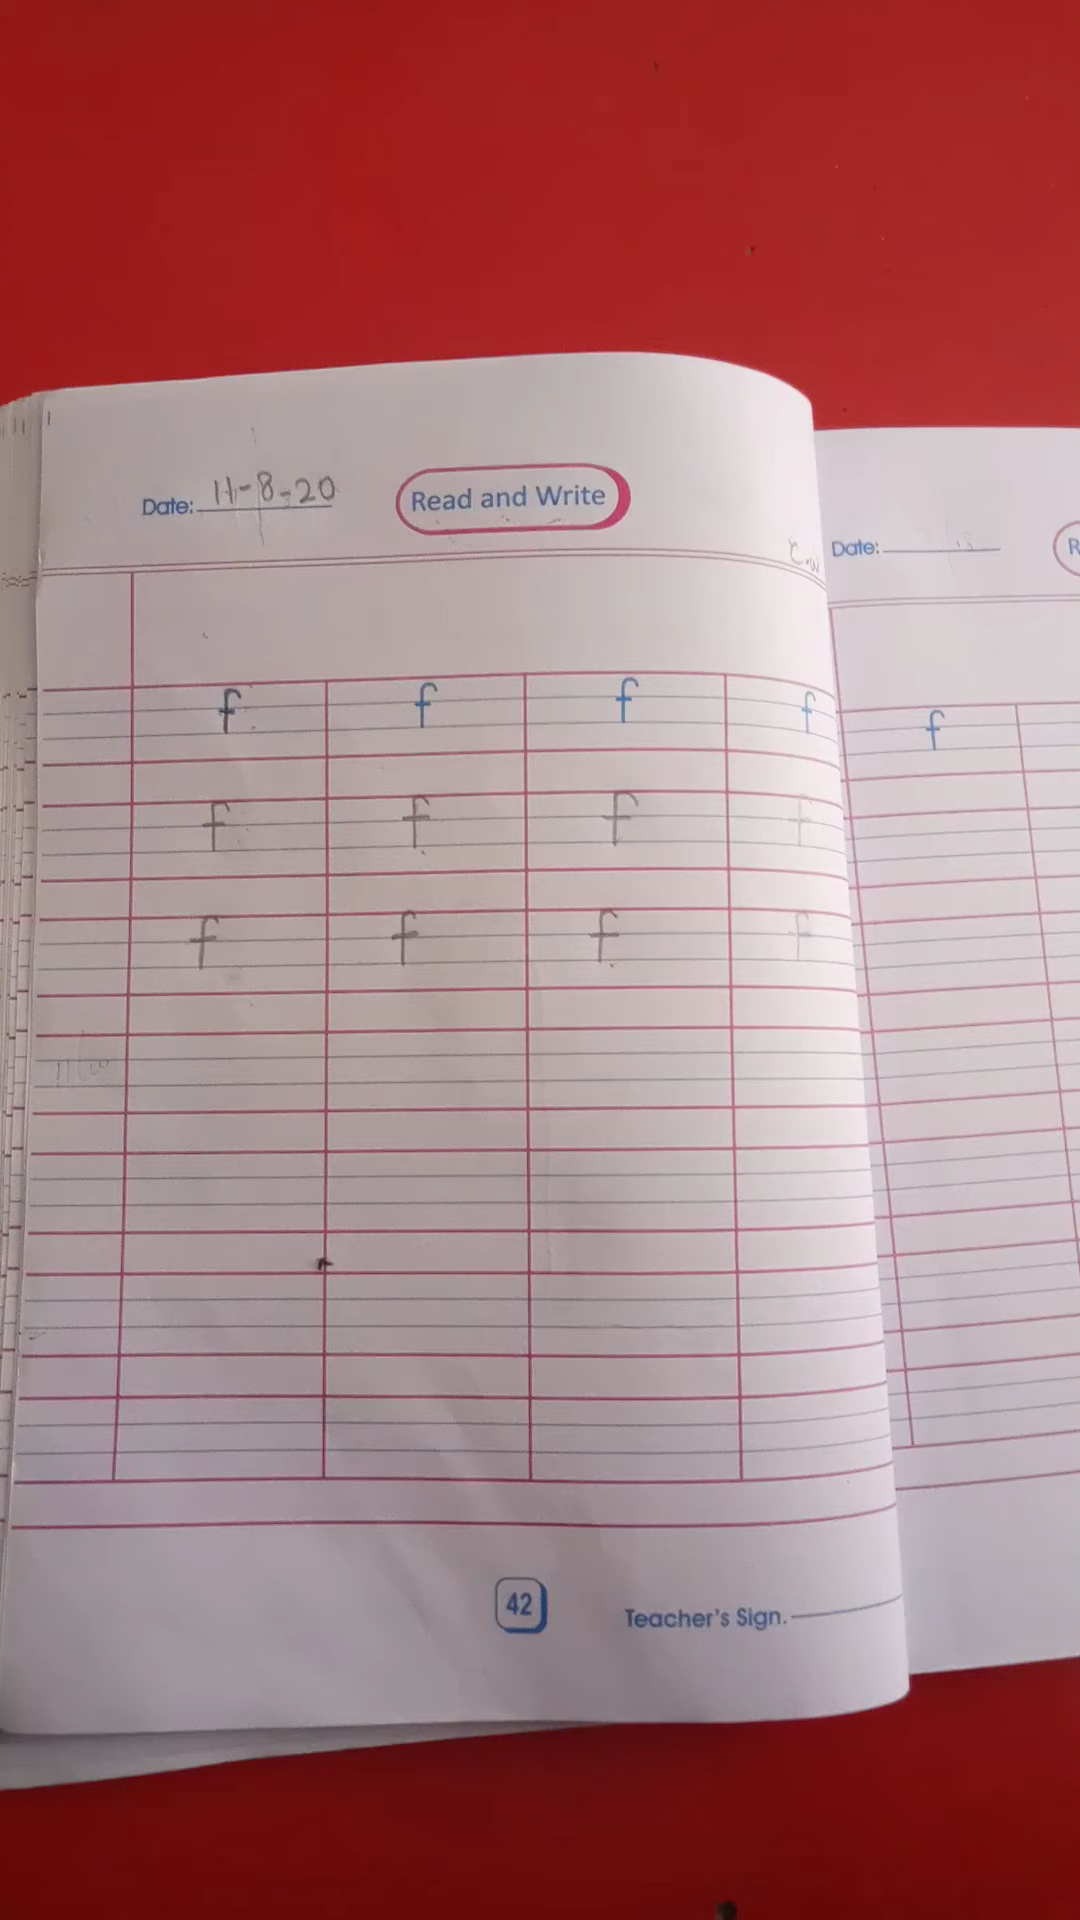 Date: 11-8-20
Read and Write
C.w
f f f f
f f f f
f f f f
42
Teacher's Sign.
Date:
R
f